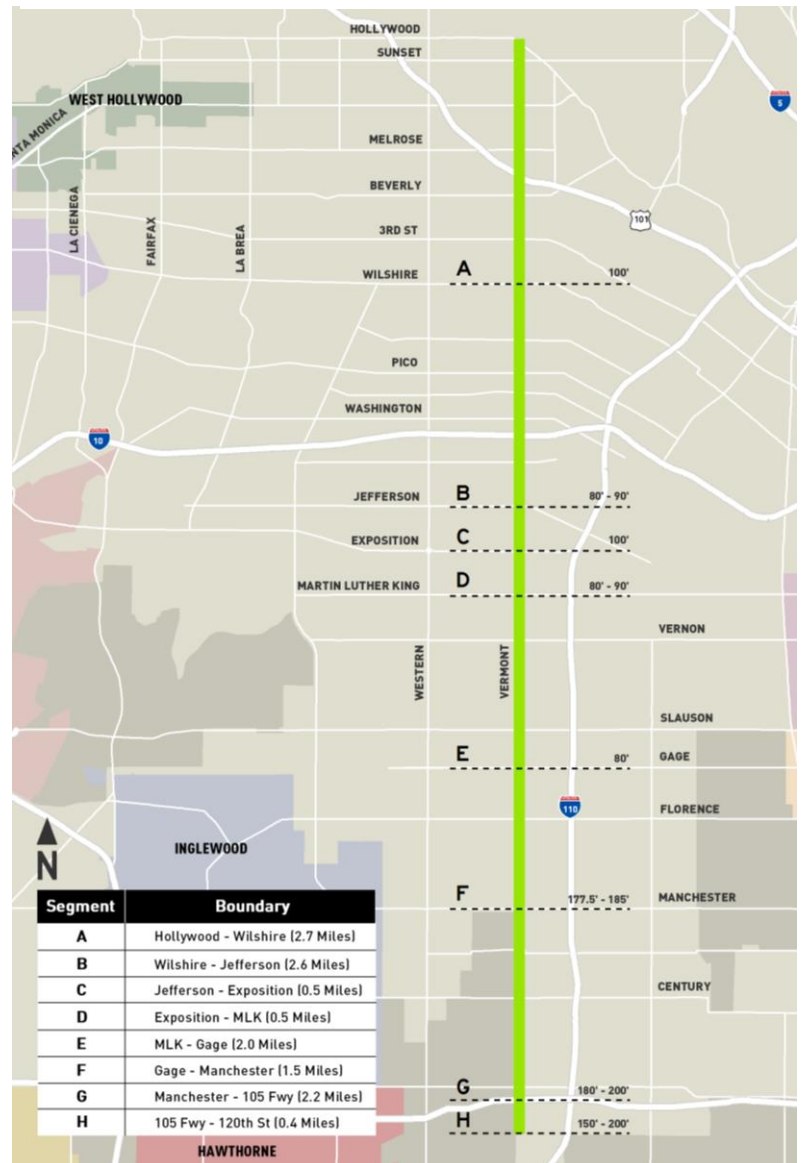 HOLLYWOOD
SUNSET
WEST HOLLYWOOD
5
NTA MONICA
MELROSE
BEVERLY
LA CIENEGA
FAIRFAX
LA BREA
101
3RD ST
WILSHIRE
A
100'
PICO
WASHINGTON
10
JEFFERSON
B
80' - 90'
EXPOSITION
C
100'
MARTIN LUTHER KING
D
80' - 90'
VERNON
WESTERN
VERMONT
SLAUSON
E
80'
GAGE
110
FLORENCE
N
INGLEWOOD
F
177.5' - 185'
MANCHESTER
CENTURY
G
180' - 200'
H
150' - 200'
HAWTHORNE
Segment Boundary
A Hollywood - Wilshire (2.7 Miles)
B Wilshire - Jefferson (2.6 Miles)
C Jefferson - Exposition (0.5 Miles)
D Exposition - MLK (0.5 Miles)
E MLK - Gage (2.0 Miles)
F Gage - Manchester (1.5 Miles)
G Manchester - 105 Fwy (2.2 Miles)
H 105 Fwy - 120th St (0.4 Miles)